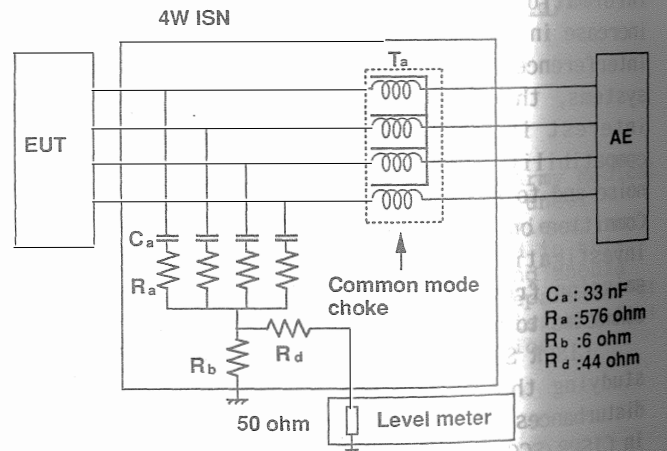 4W ISN
Ta
EUT
AE
Ca
Ra
Common mode
choke
Rd
Rb
Ca : 33 nF
Ra :576 ohm
Rb :6 ohm
Rd :44 ohm
50 ohm
Level meter